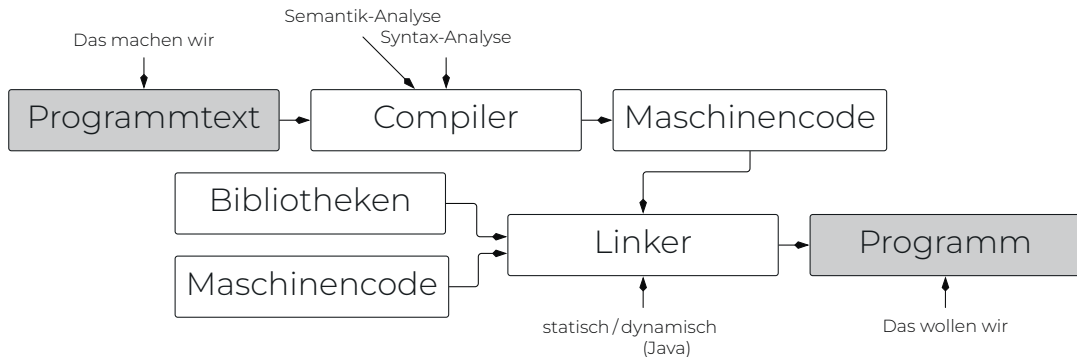 Semantik-Analyse
Das machen wir
Syntax-Analyse
Programmtext
Compiler
Maschinencode
Bibliotheken
Linker
Programm
Maschinencode
statisch / dynamisch
(Java)
Das wollen wir